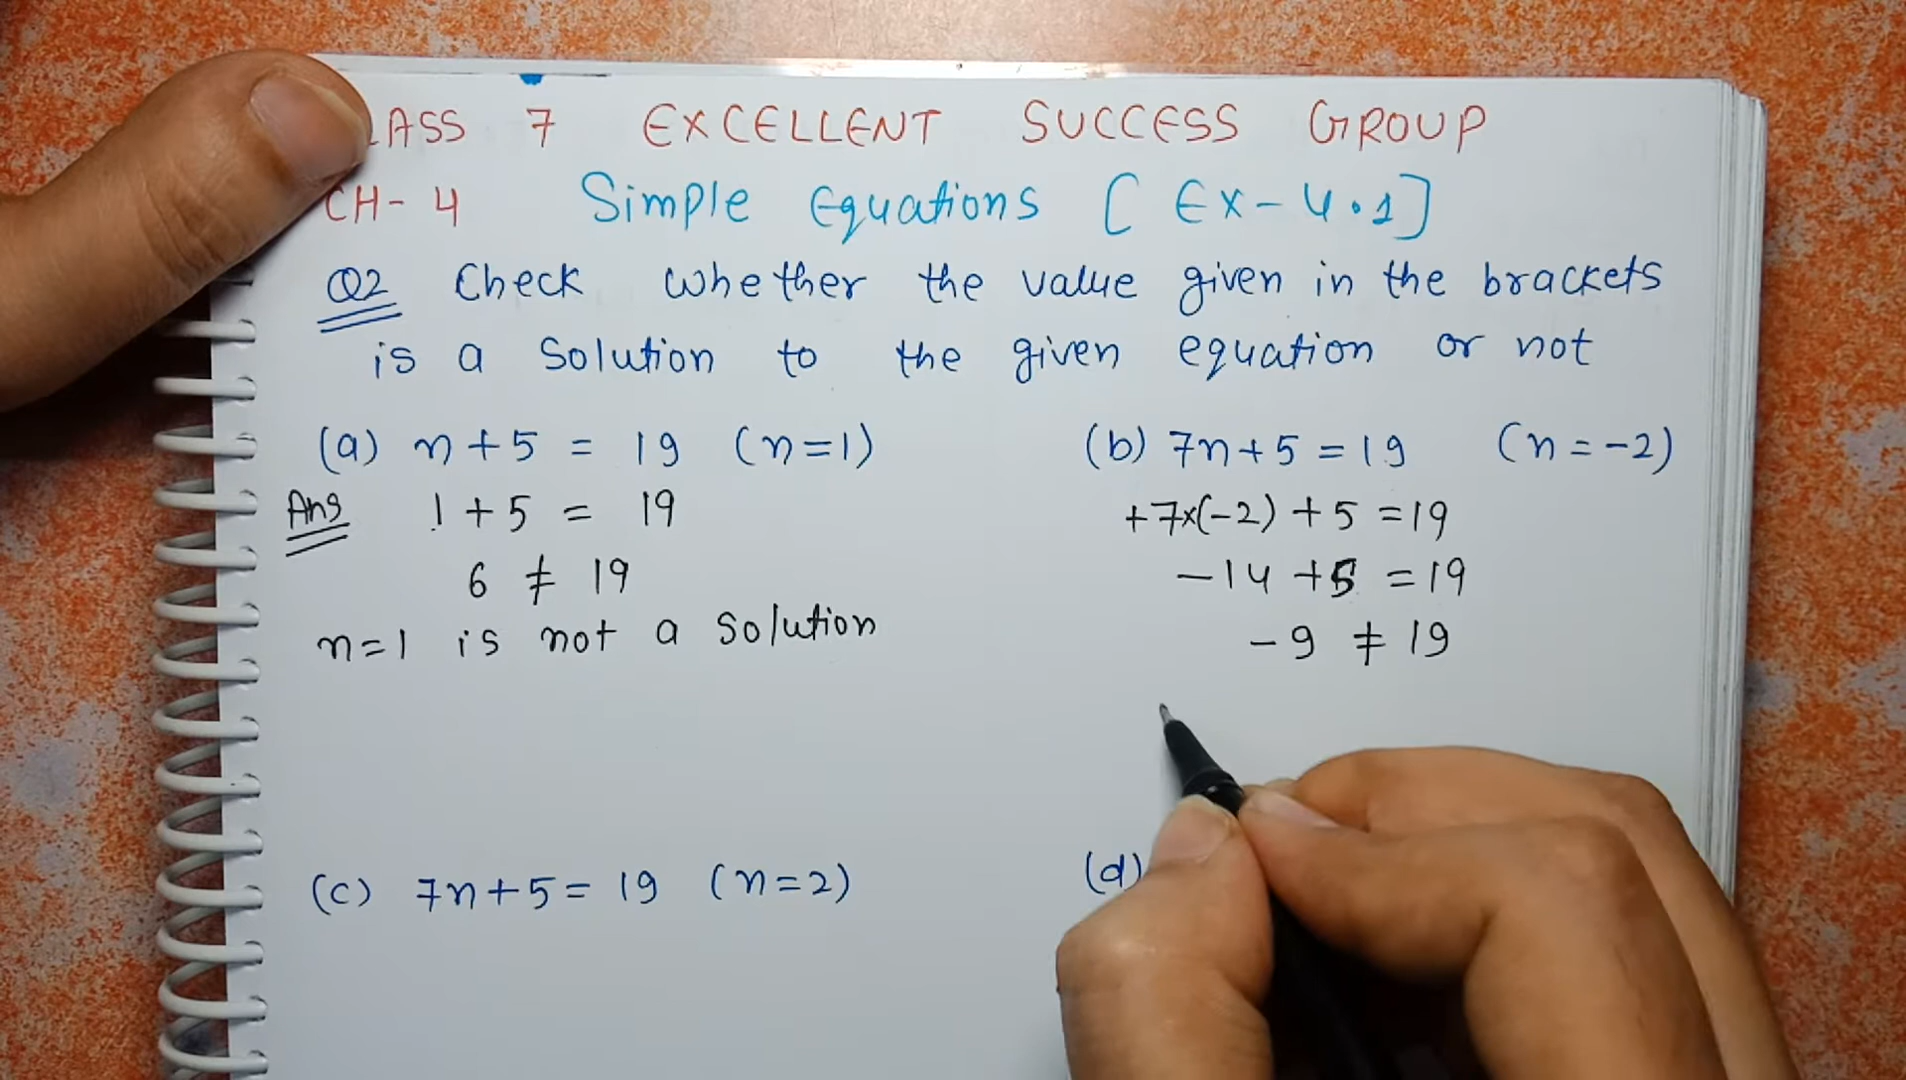 LASS 7 EXCELLENT SUCCESS GROUP
CH-4 Simple Equations [Ex-4.1]
Q2 Check whether the value given in the brackets
is a Solution to the given equation or not
(a) n+5 = 19 (n=1)
Ans 1+5 = 19
6 ≠ 19
n=1 is not a solution
(b) 7n+5=19 (n=-2)
+7×(-2)+5=19
-14+5=19
-9 ≠ 19
(c) 7n+5=19 (n=2)
(d)